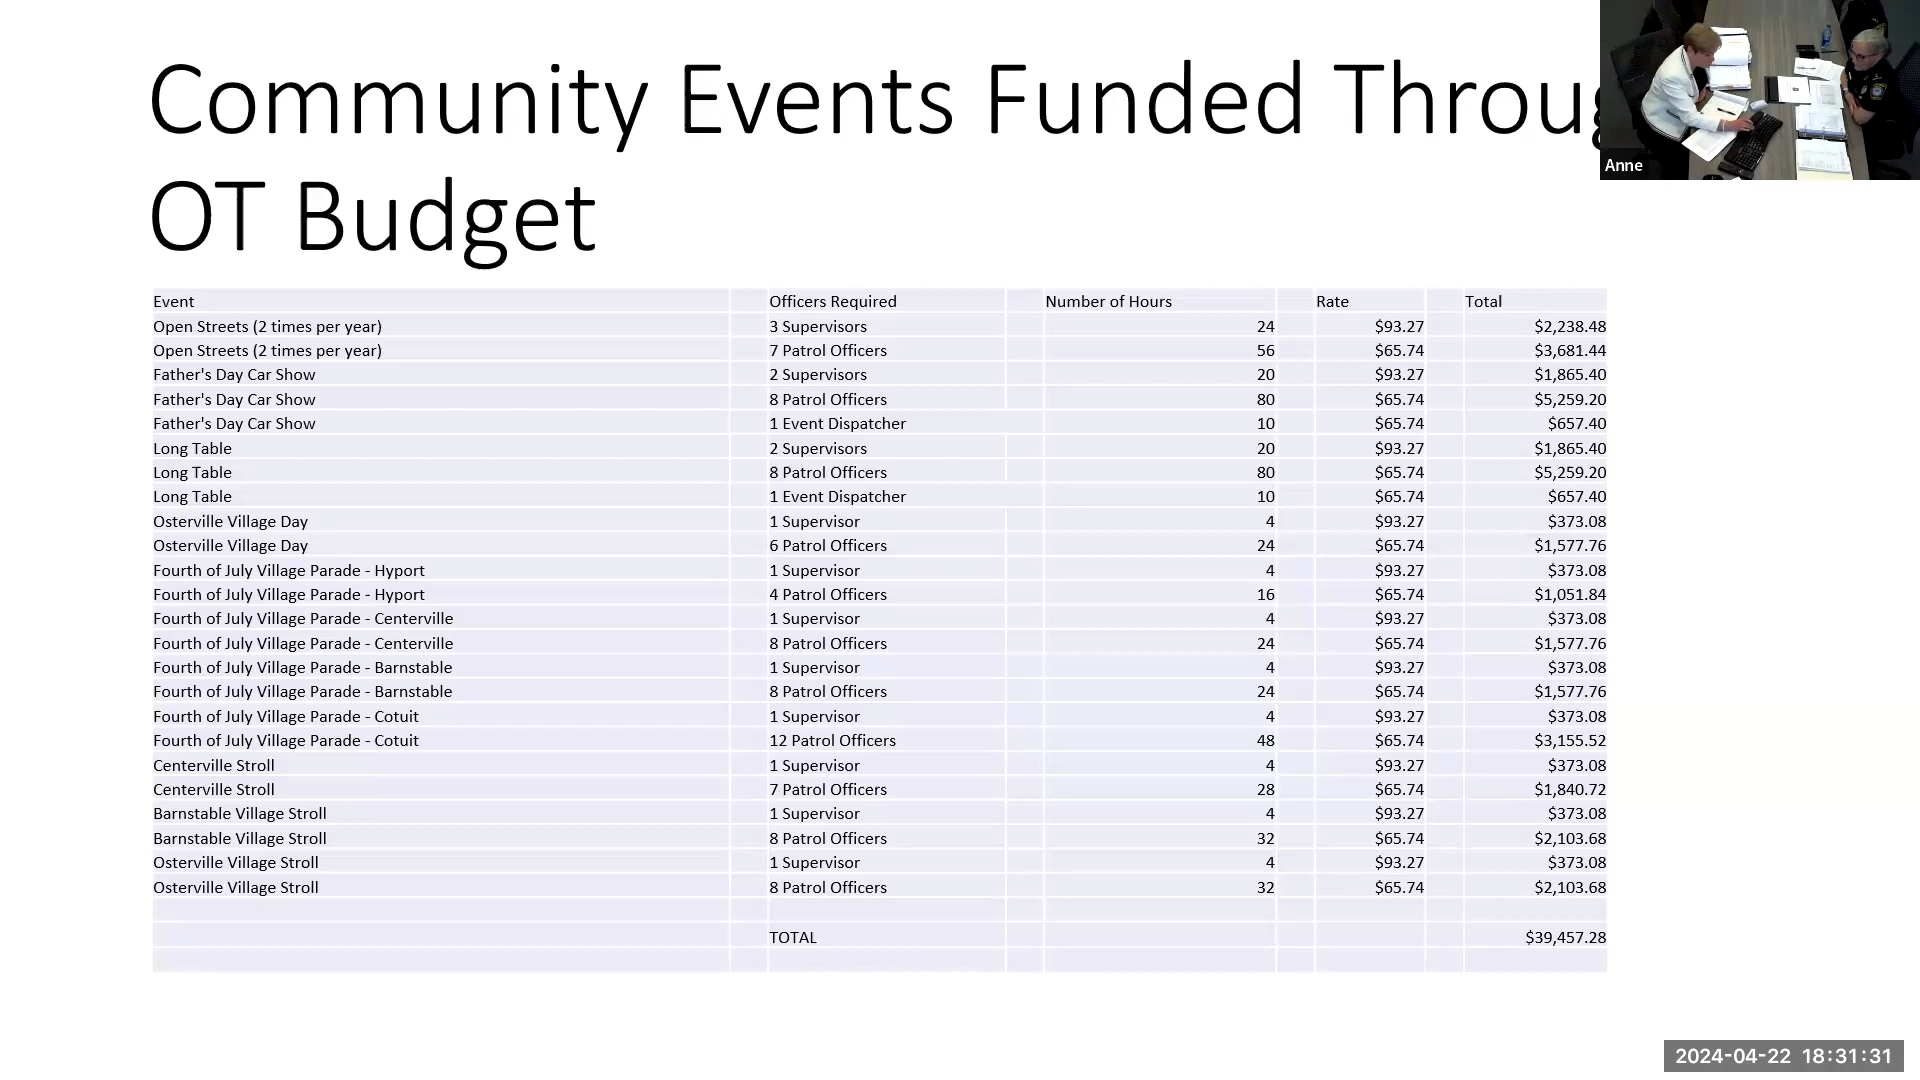 Community Events Funded Throug
OT Budget
Anne
Event Officers Required Number of Hours Rate Total
Open Streets (2 times per year) 3 Supervisors 24 $93.27 $2,238.48
Open Streets (2 times per year) 7 Patrol Officers 56 $65.74 $3,681.44
Father's Day Car Show 2 Supervisors 20 $93.27 $1,865.40
Father's Day Car Show 8 Patrol Officers 80 $65.74 $5,259.20
Father's Day Car Show 1 Event Dispatcher 10 $65.74 $657.40
Long Table 2 Supervisors 20 $93.27 $1,865.40
Long Table 8 Patrol Officers 80 $65.74 $5,259.20
Long Table 1 Event Dispatcher 10 $65.74 $657.40
Osterville Village Day 1 Supervisor 4 $93.27 $373.08
Osterville Village Day 6 Patrol Officers 24 $65.74 $1,577.76
Fourth of July Village Parade - Hyport 1 Supervisor 4 $93.27 $373.08
Fourth of July Village Parade - Hyport 4 Patrol Officers 16 $65.74 $1,051.84
Fourth of July Village Parade - Centerville 1 Supervisor 4 $93.27 $373.08
Fourth of July Village Parade - Centerville 8 Patrol Officers 24 $65.74 $1,577.76
Fourth of July Village Parade - Barnstable 1 Supervisor 4 $93.27 $373.08
Fourth of July Village Parade - Barnstable 8 Patrol Officers 24 $65.74 $1,577.76
Fourth of July Village Parade - Cotuit 1 Supervisor 4 $93.27 $373.08
Fourth of July Village Parade - Cotuit 12 Patrol Officers 48 $65.74 $3,155.52
Centerville Stroll 1 Supervisor 4 $93.27 $373.08
Centerville Stroll 7 Patrol Officers 28 $65.74 $1,840.72
Barnstable Village Stroll 1 Supervisor 4 $93.27 $373.08
Barnstable Village Stroll 8 Patrol Officers 32 $65.74 $2,103.68
Osterville Village Stroll 1 Supervisor 4 $93.27 $373.08
Osterville Village Stroll 8 Patrol Officers 32 $65.74 $2,103.68
TOTAL $39,457.28
2024-04-22 18:31:31